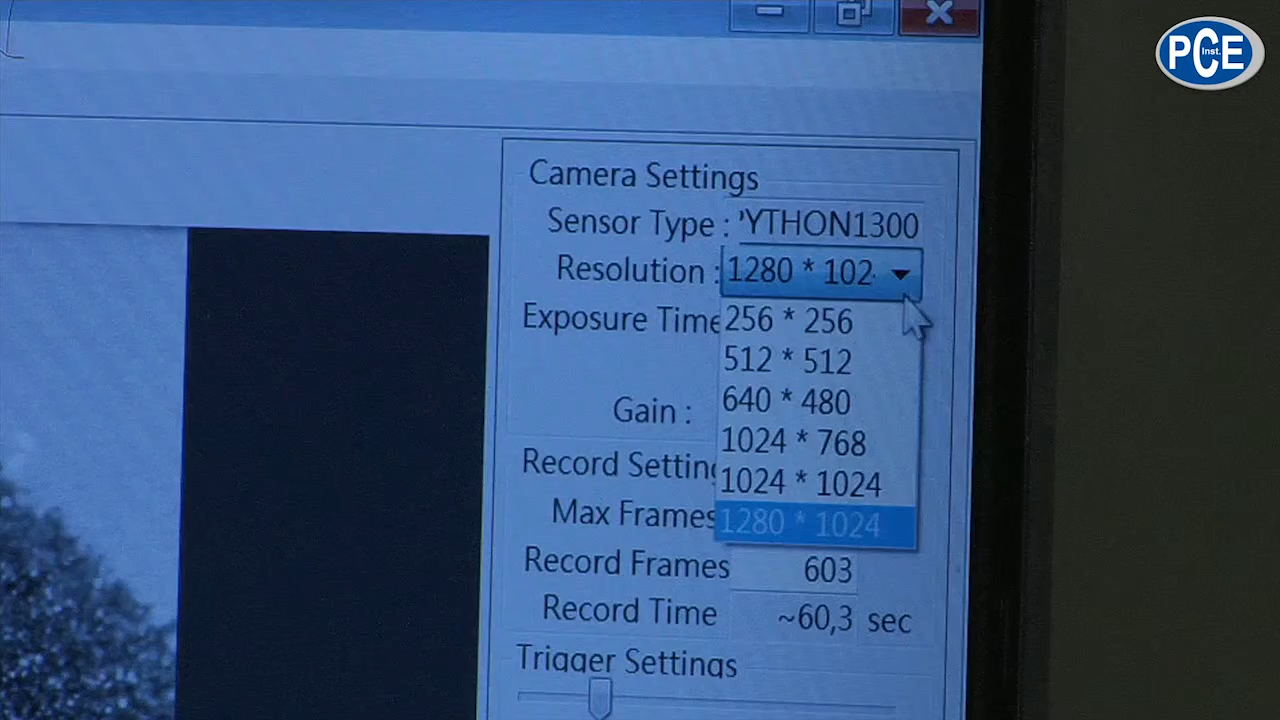 PCE
Inst.
Camera Settings
Sensor Type : 'YTHON1300
Resolution : 1280 * 102
Exposure Time
256 * 256
512 * 512
640 * 480
Gain :
1024 * 768
Record Setting
1024 * 1024
Max Frames
1280 * 1024
Record Frames 603
Record Time ~60,3 sec
Trigger Settings